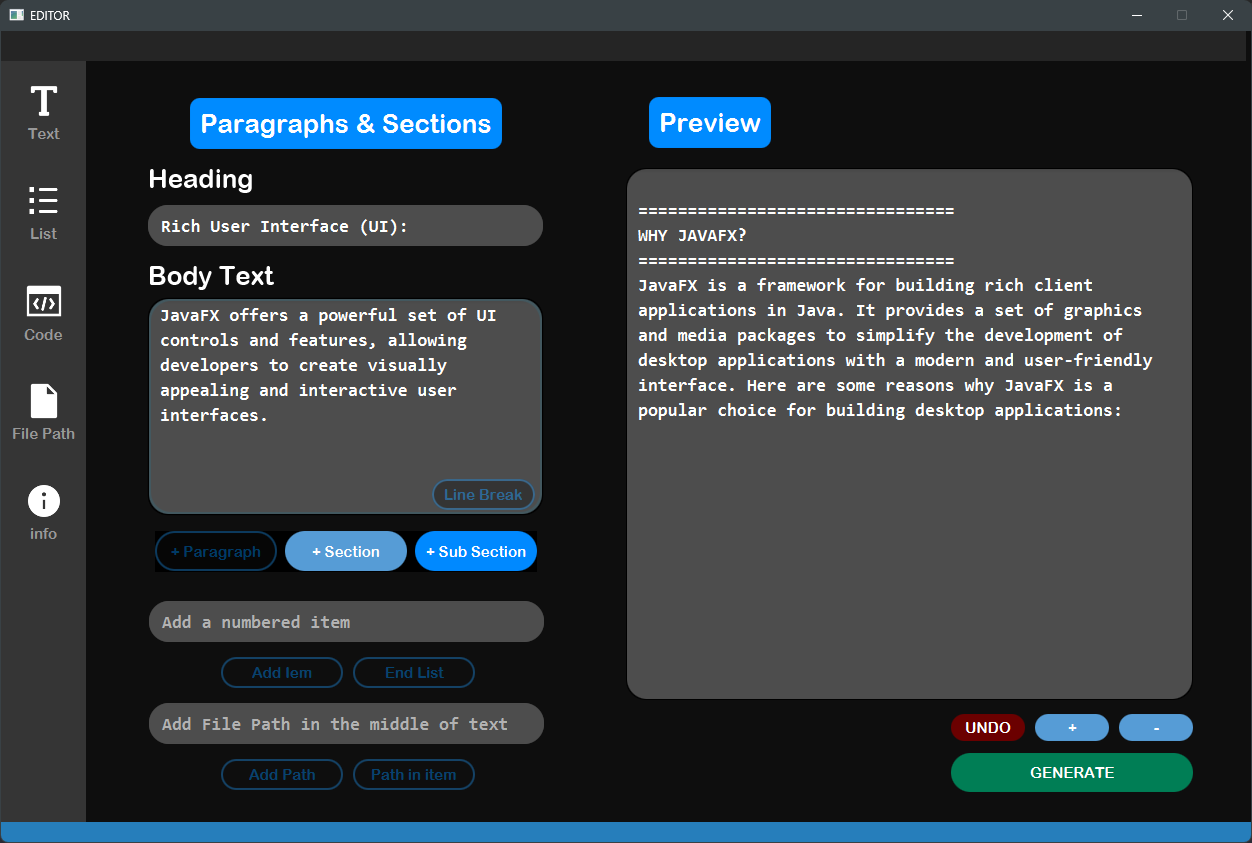 EDITOR
Text
List
Code
File Path
info
Paragraphs & Sections
Heading
Rich User Interface (UI):
Body Text
JavaFX offers a powerful set of UI
controls and features, allowing
developers to create visually
appealing and interactive user
interfaces.
Line Break
+ Paragraph
+ Section
+ Sub Section
Add a numbered item
Add Iem
End List
Add File Path in the middle of text
Add Path
Path in item
Preview
================================
WHY JAVAFX?
================================
JavaFX is a framework for building rich client
applications in Java. It provides a set of graphics
and media packages to simplify the development of
desktop applications with a modern and user-friendly
interface. Here are some reasons why JavaFX is a
popular choice for building desktop applications:
UNDO
+
-
GENERATE